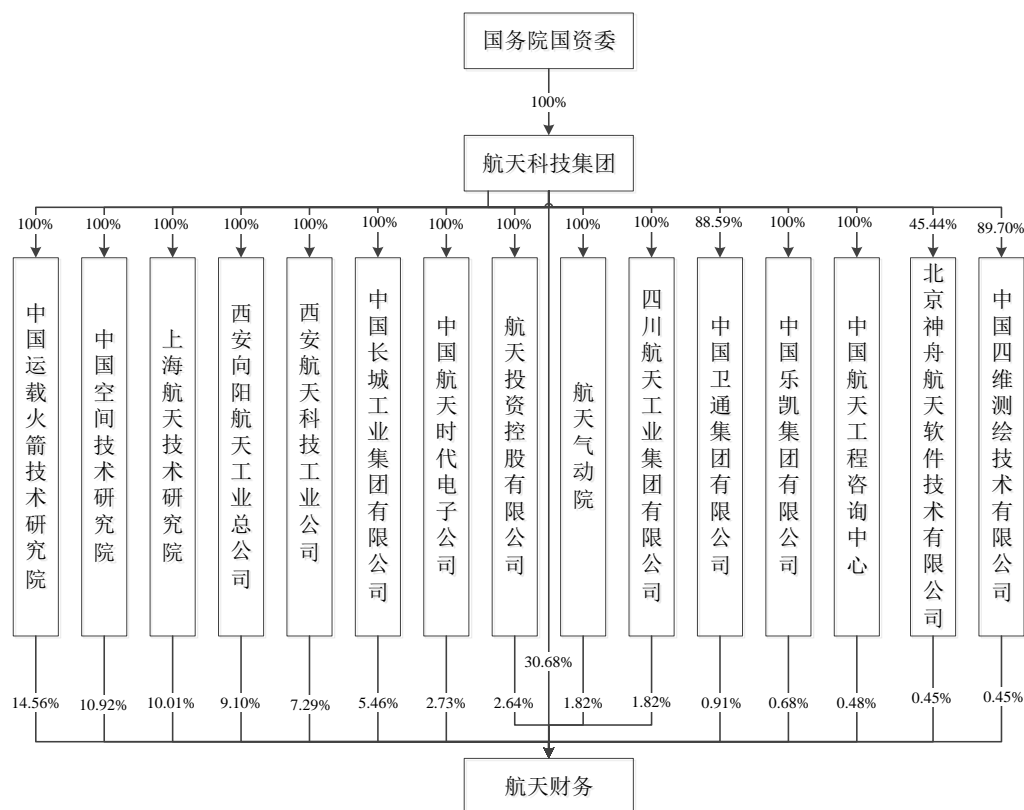 国务院国资委
100%
航天科技集团
100%
100%
100%
100%
100%
100%
100%
100%
100%
100%
88.59%
100%
100%
45.44%
89.70%
中国运载火箭技术研究院
中国空间技术研究院
上海航天技术研究院
西安向阳航天工业总公司
西安航天科技工业公司
中国长城工业集团有限公司
中国航天时代电子公司
航天投资控股有限公司
航天气动院
四川航天工业集团有限公司
中国卫通集团有限公司
中国乐凯集团有限公司
中国航天工程咨询中心
北京神舟航天软件技术有限公司
中国四维测绘技术有限公司
30.68%
14.56%
10.92%
10.01%
9.10%
7.29%
5.46%
2.73%
2.64%
1.82%
1.82%
0.91%
0.68%
0.48%
0.45%
0.45%
航天财务